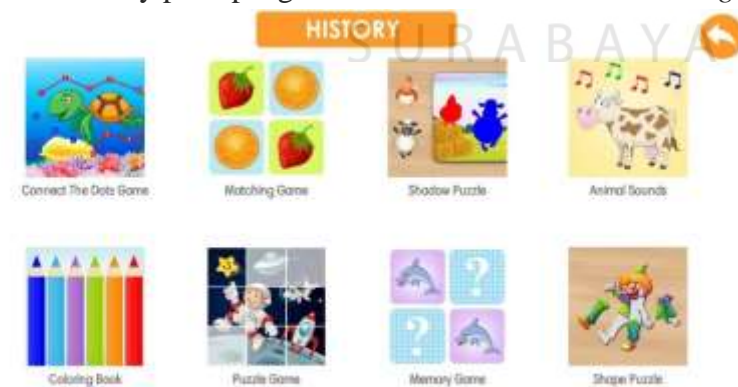 HISTORY
SURABAYA
Connect The Dots Game
Matching Game
Shadow Puzzle
Animal Sounds
? 
?
Coloring Book
Puzzle Game
Memory Game
Shape Puzzle